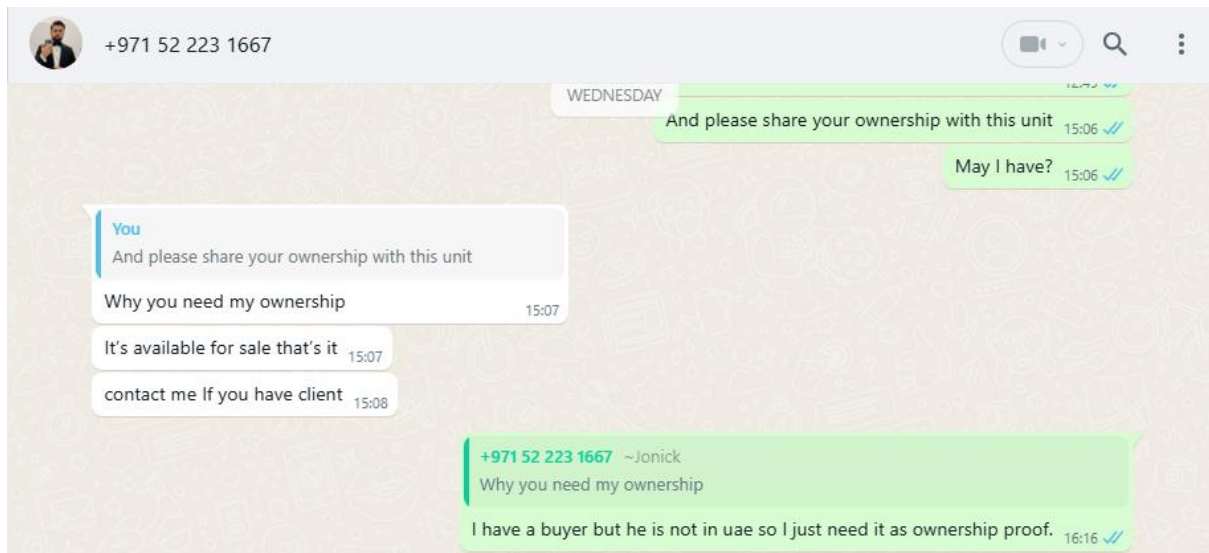 +971 52 223 1667
WEDNESDAY
And please share your ownership with this unit 15:06
May I have? 15:06
You
And please share your ownership with this unit
Why you need my ownership 15:07
It's available for sale that's it 15:07
contact me If you have client 15:08
+971 52 223 1667 ~Jonick
Why you need my ownership
I have a buyer but he is not in uae so I just need it as ownership proof. 16:16